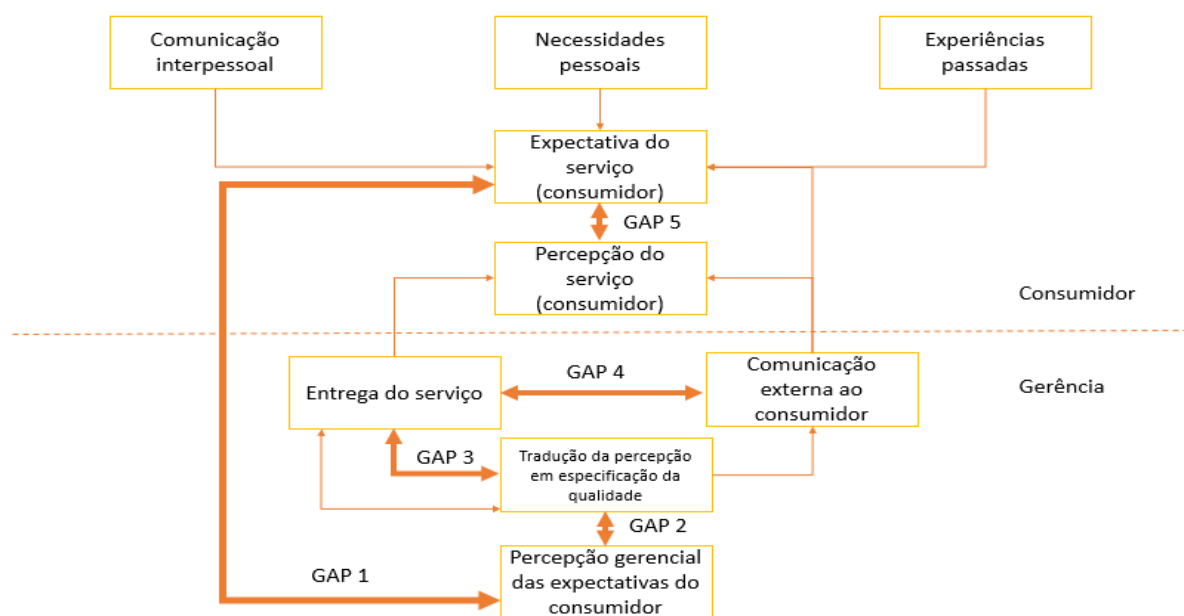 Comunicação
interpessoal
Necessidades
pessoais
Experiências
passadas
Expectativa do
serviço
(consumidor)
GAP 5
Percepção do
serviço
(consumidor)
Consumidor
Entrega do serviço
GAP 4
Comunicação
externa ao
consumidor
Gerência
GAP 3
Tradução da percepção
em especificação da
qualidade
GAP 2
GAP 1
Percepção gerencial
das expectativas do
consumidor